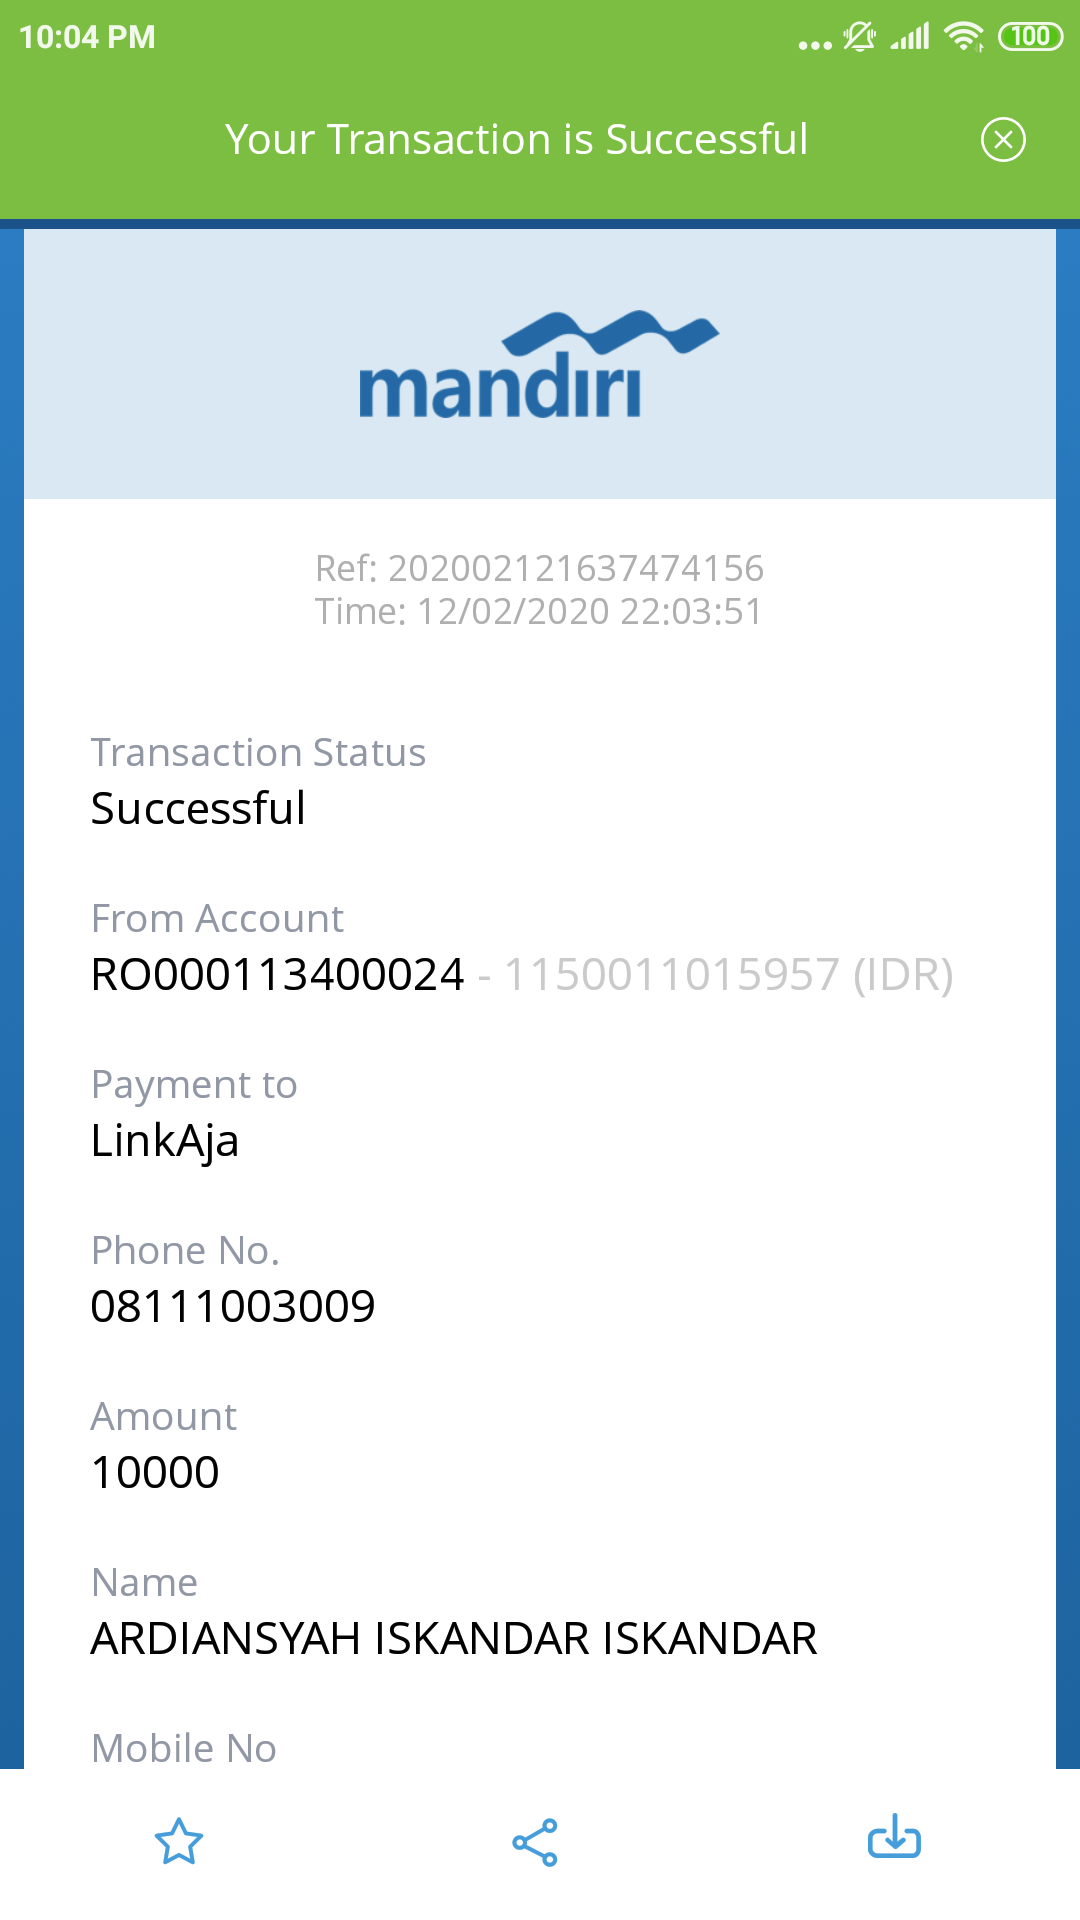 10:04 PM
100
Your Transaction is Successful
mandiri
Ref: 202002121637474156
Time: 12/02/2020 22:03:51
Transaction Status
Successful
From Account
RO000113400024 - 1150011015957 (IDR)
Payment to
LinkAja
Phone No.
08111003009
Amount
10000
Name
ARDIANSYAH ISKANDAR ISKANDAR
Mobile No